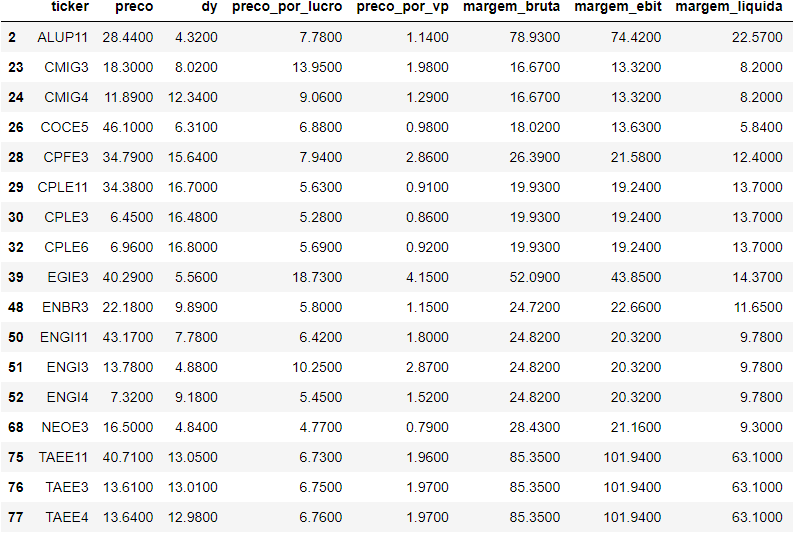 ticker preco dy preco_por_lucro preco_por_vp margem_bruta margem_ebit margem_liquida
2 ALUP11 28.4400 4.3200 7.7800 1.1400 78.9300 74.4200 22.5700
23 CMIG3 18.3000 8.0200 13.9500 1.9800 16.6700 13.3200 8.2000
24 CMIG4 11.8900 12.3400 9.0600 1.2900 16.6700 13.3200 8.2000
26 COCE5 46.1000 6.3100 6.8800 0.9800 18.0200 13.6300 5.8400
28 CPFE3 34.7900 15.6400 7.9400 2.8600 26.3900 21.5800 12.4000
29 CPLE11 34.3800 16.7000 5.6300 0.9100 19.9300 19.2400 13.7000
30 CPLE3 6.4500 16.4800 5.2800 0.8600 19.9300 19.2400 13.7000
32 CPLE6 6.9600 16.8000 5.6900 0.9200 19.9300 19.2400 13.7000
39 EGIE3 40.2900 5.5600 18.7300 4.1500 52.0900 43.8500 14.3700
48 ENBR3 22.1800 9.8900 5.8000 1.1500 24.7200 22.6600 11.6500
50 ENGI11 43.1700 7.7800 6.4200 1.8000 24.8200 20.3200 9.7800
51 ENGI3 13.7800 4.8800 10.2500 2.8700 24.8200 20.3200 9.7800
52 ENGI4 7.3200 9.1800 5.4500 1.5200 24.8200 20.3200 9.7800
68 NEOE3 16.5000 4.8400 4.7700 0.7900 28.4300 21.1600 9.3000
75 TAEE11 40.7100 13.0500 6.7300 1.9600 85.3500 101.9400 63.1000
76 TAEE3 13.6100 13.0100 6.7500 1.9700 85.3500 101.9400 63.1000
77 TAEE4 13.6400 12.9800 6.7600 1.9700 85.3500 101.9400 63.1000